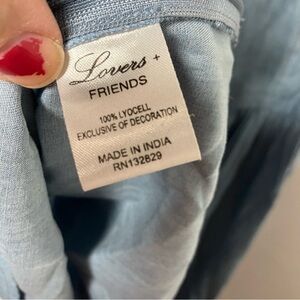 Lovers +
FRIENDS
100% LYOCELL
EXCLUSIVE OF DECORATION
MADE IN INDIA
RN132829